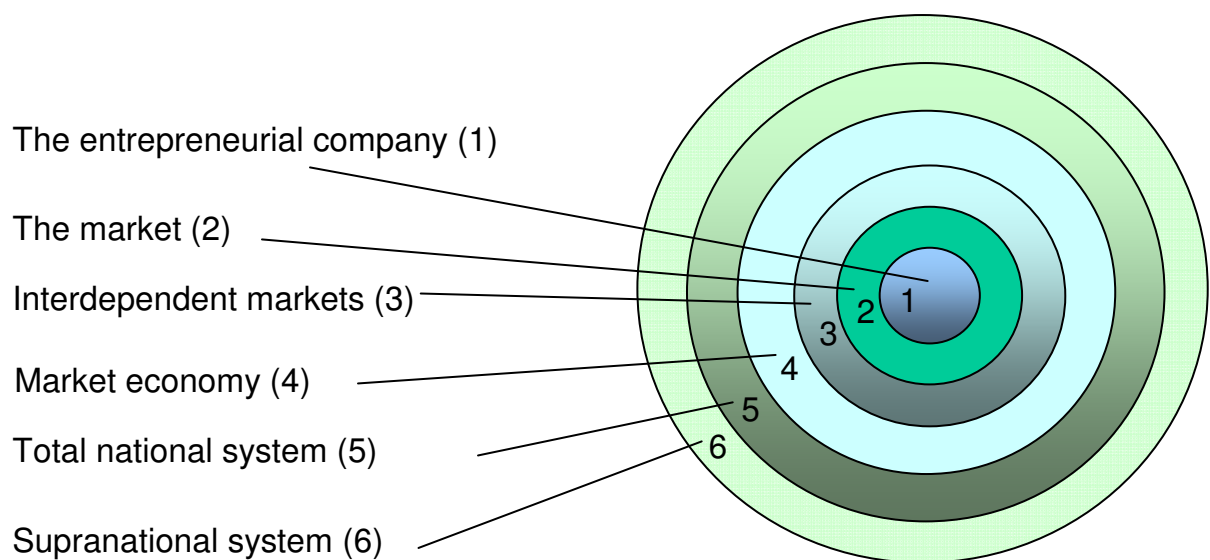 The entrepreneurial company (1)
The market (2)
Interdependent markets (3)
Market economy (4)
Total national system (5)
Supranational system (6)
1
2
3
4
5
6